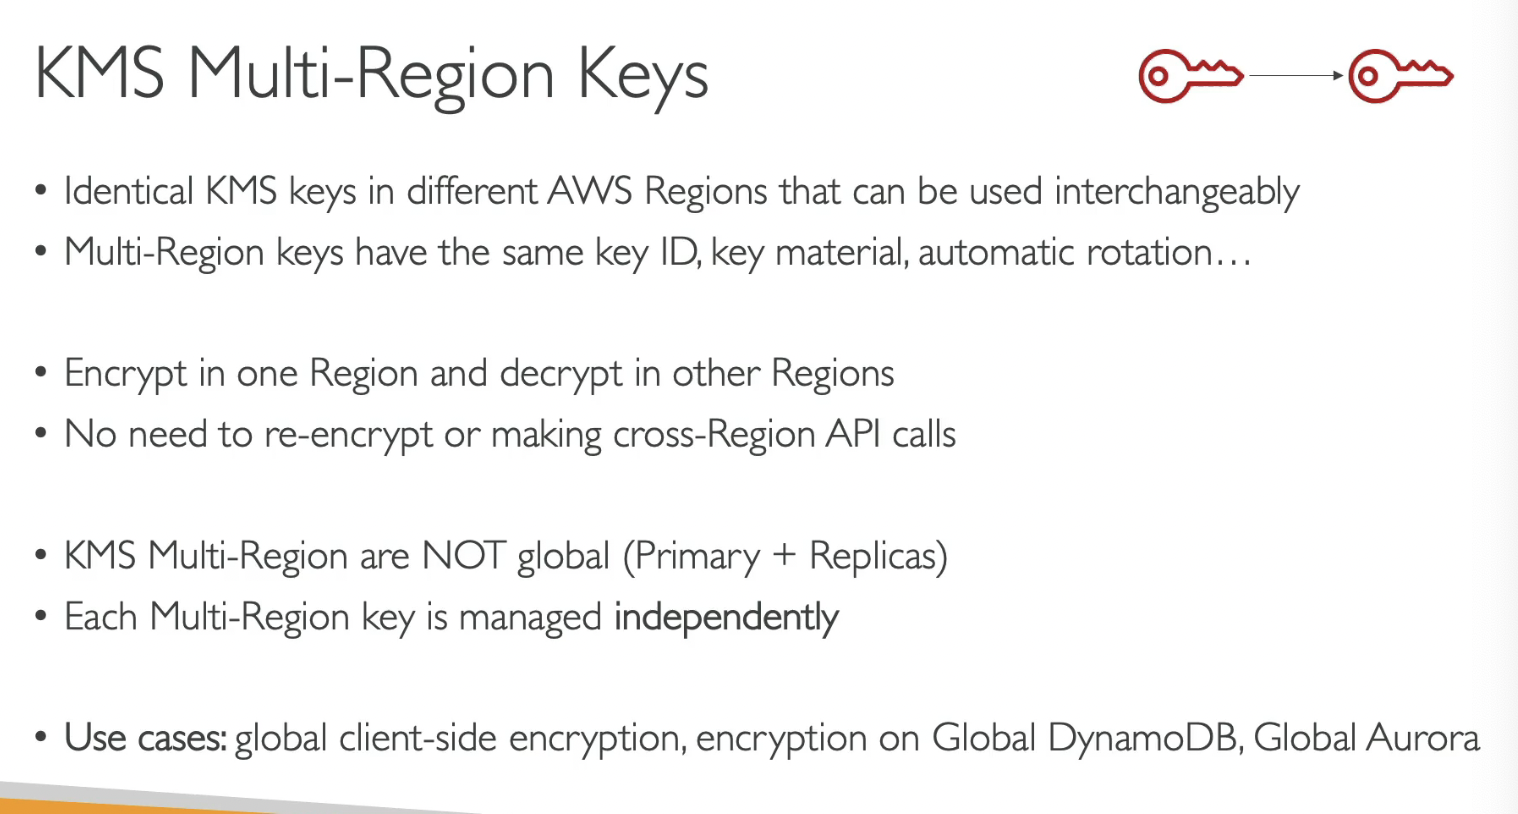 KMS Multi-Region Keys
• Identical KMS keys in different AWS Regions that can be used interchangeably
• Multi-Region keys have the same key ID, key material, automatic rotation…
• Encrypt in one Region and decrypt in other Regions
• No need to re-encrypt or making cross-Region API calls
• KMS Multi-Region are NOT global (Primary + Replicas)
• Each Multi-Region key is managed independently
• Use cases: global client-side encryption, encryption on Global DynamoDB, Global Aurora